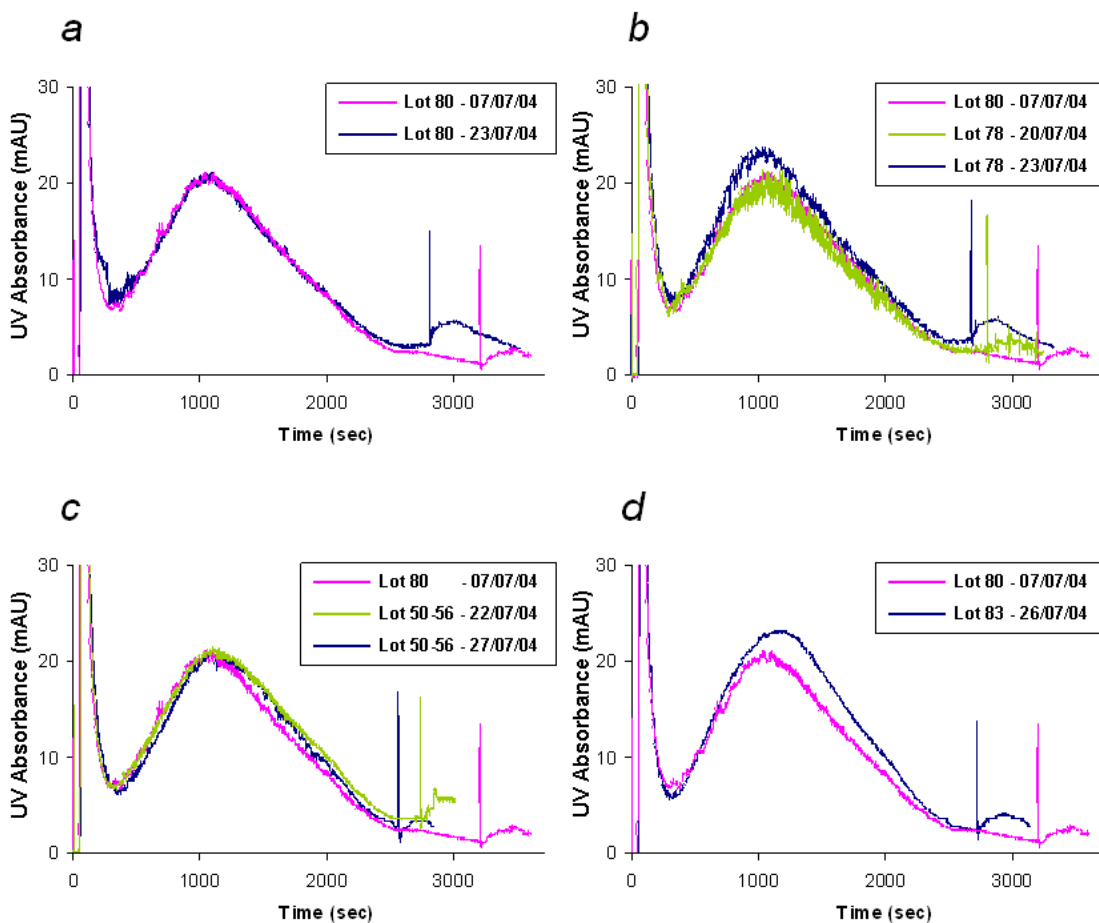 a
30
20
10
0
UV Absorbance (mAU)
Lot 80 - 07/07/04
Lot 80 - 23/07/04
0 1000 2000 3000
Time (sec)
b
30
20
10
0
UV Absorbance (mAU)
Lot 80 - 07/07/04
Lot 78 - 20/07/04
Lot 78 - 23/07/04
0 1000 2000 3000
Time (sec)
c
30
20
10
0
UV Absorbance (mAU)
Lot 80 - 07/07/04
Lot 50-56 - 22/07/04
Lot 50-56 - 27/07/04
0 1000 2000 3000
Time (sec)
d
30
20
10
0
UV Absorbance (mAU)
Lot 80 - 07/07/04
Lot 83 - 26/07/04
0 1000 2000 3000
Time (sec)